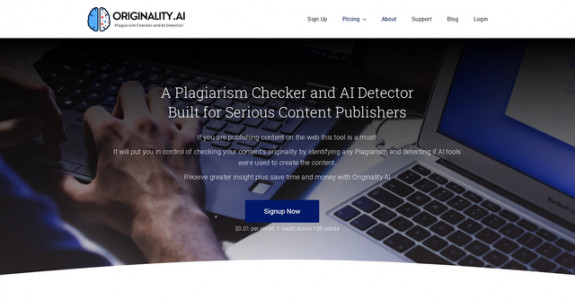 ORIGINALITY.AI
Plagiarism Checker and AI Detector
Sign Up Pricing About Support Blog Login
A Plagiarism Checker and AI Detector
Built for Serious Content Publishers
If you are publishing content on the web this tool is a must!
It will put you in control of checking your content's originality by identifying any Plagiarism and detecting if AI tools
were used to create the content.
Receive greater insight plus save time and money with Originality.AI
Signup Now
$0.01 per credit, 1 credit scans 100 words